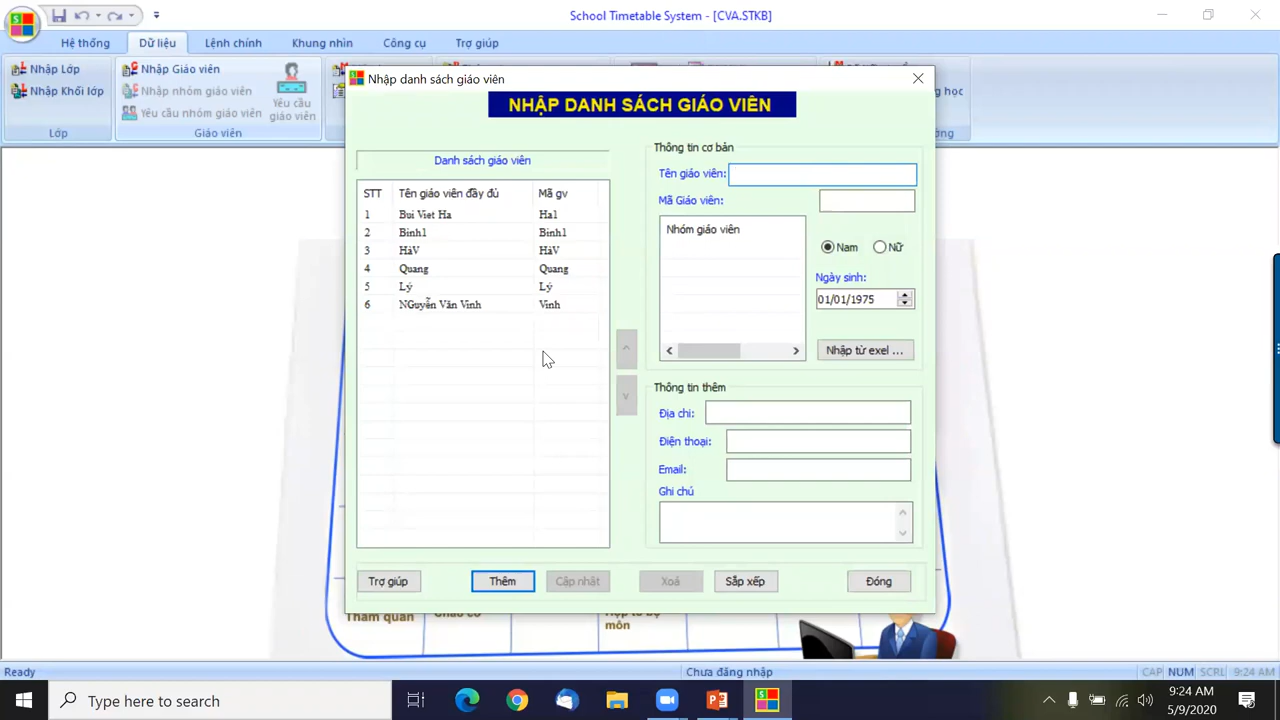 School Timetable System - [CVA.STKB]
Hệ thống Dữ liệu Lệnh chính Khung nhìn Công cụ Trợ giúp
Nhập Lớp
Nhập Khối lớp
Lớp
Nhập Giáo viên
Nhập nhóm giáo viên
Yêu cầu nhóm giáo viên
Yêu cầu
giáo viên
Giáo viên
ng học
ờng
Nhập danh sách giáo viên
NHẬP DANH SÁCH GIÁO VIÊN
Danh sách giáo viên
STT Tên giáo viên đầy đủ Mã gv
1 Bui Viet Ha Ha1
2 Binh1 Binh1
3 HàV HàV
4 Quang Quang
5 Lý Lý
6 NGuyễn Văn Vinh Vinh
Thông tin cơ bản
Tên giáo viên:
Mã Giáo viên:
Nhóm giáo viên
Nam Nữ
Ngày sinh:
01/01/1975
Nhập từ exel ...
Thông tin thêm
Địa chỉ:
Điện thoại:
Email:
Ghi chú
Trợ giúp Thêm Cập nhật Xoá Sắp xếp Đóng
Tham quan
môn
Ready Chưa đăng nhập CAP NUM SCRL 9:24 AM
Type here to search
9:24 AM
5/9/2020